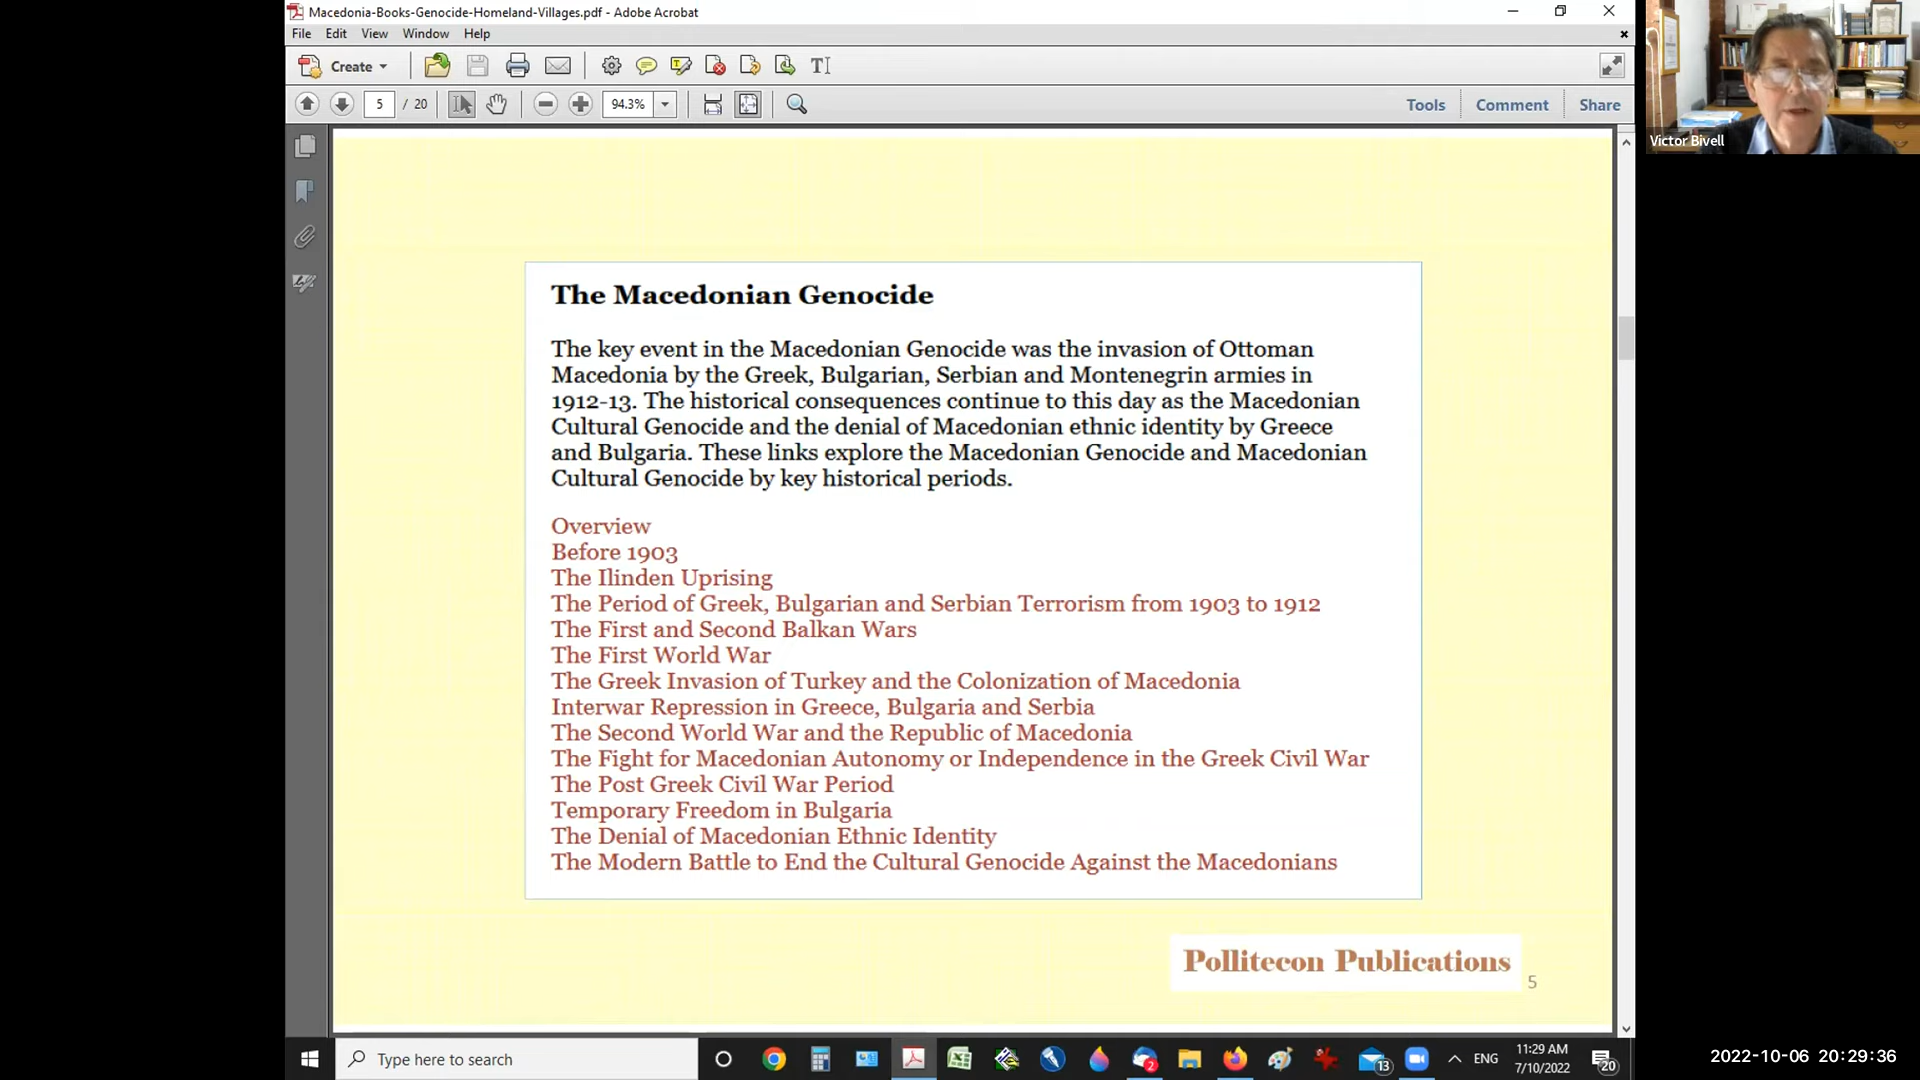 Macedonia-Books-Genocide-Homeland-Villages.pdf - Adobe Acrobat
File Edit View Window Help
Create
5 / 20
94.3%
Tools Comment Share
Victor Bivell
The Macedonian Genocide
The key event in the Macedonian Genocide was the invasion of Ottoman
Macedonia by the Greek, Bulgarian, Serbian and Montenegrin armies in
1912-13. The historical consequences continue to this day as the Macedonian
Cultural Genocide and the denial of Macedonian ethnic identity by Greece
and Bulgaria. These links explore the Macedonian Genocide and Macedonian
Cultural Genocide by key historical periods.
Overview
Before 1903
The Ilinden Uprising
The Period of Greek, Bulgarian and Serbian Terrorism from 1903 to 1912
The First and Second Balkan Wars
The First World War
The Greek Invasion of Turkey and the Colonization of Macedonia
Interwar Repression in Greece, Bulgaria and Serbia
The Second World War and the Republic of Macedonia
The Fight for Macedonian Autonomy or Independence in the Greek Civil War
The Post Greek Civil War Period
Temporary Freedom in Bulgaria
The Denial of Macedonian Ethnic Identity
The Modern Battle to End the Cultural Genocide Against the Macedonians
Pollitecon Publications
5
Type here to search
2
13
ENG
11:29 AM
7/10/2022
20
2022-10-06 20:29:36